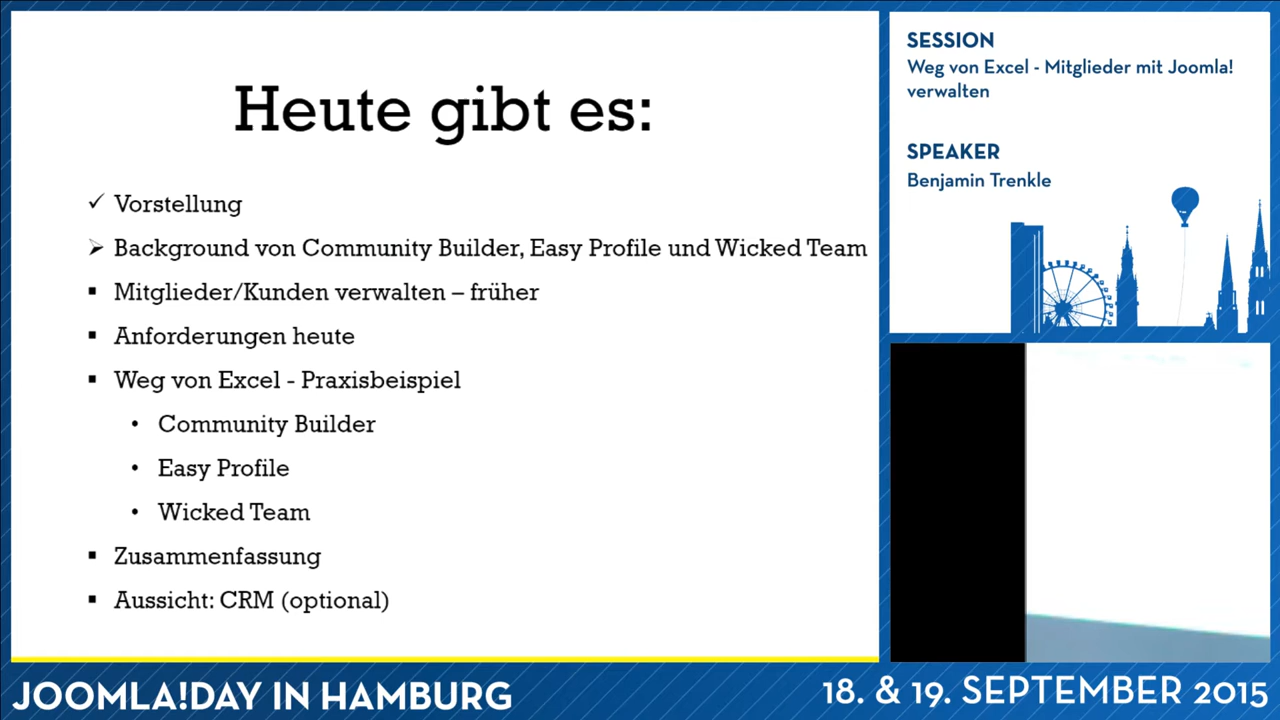 Heute gibt es:
Vorstellung
Background von Community Builder, Easy Profile und Wicked Team
Mitglieder/Kunden verwalten – früher
Anforderungen heute
Weg von Excel - Praxisbeispiel
Community Builder
Easy Profile
Wicked Team
Zusammenfassung
Aussicht: CRM (optional)
SESSION
Weg von Excel - Mitglieder mit Joomla!
verwalten
SPEAKER
Benjamin Trenkle
JOOMLA!DAY IN HAMBURG
18. & 19. SEPTEMBER 2015